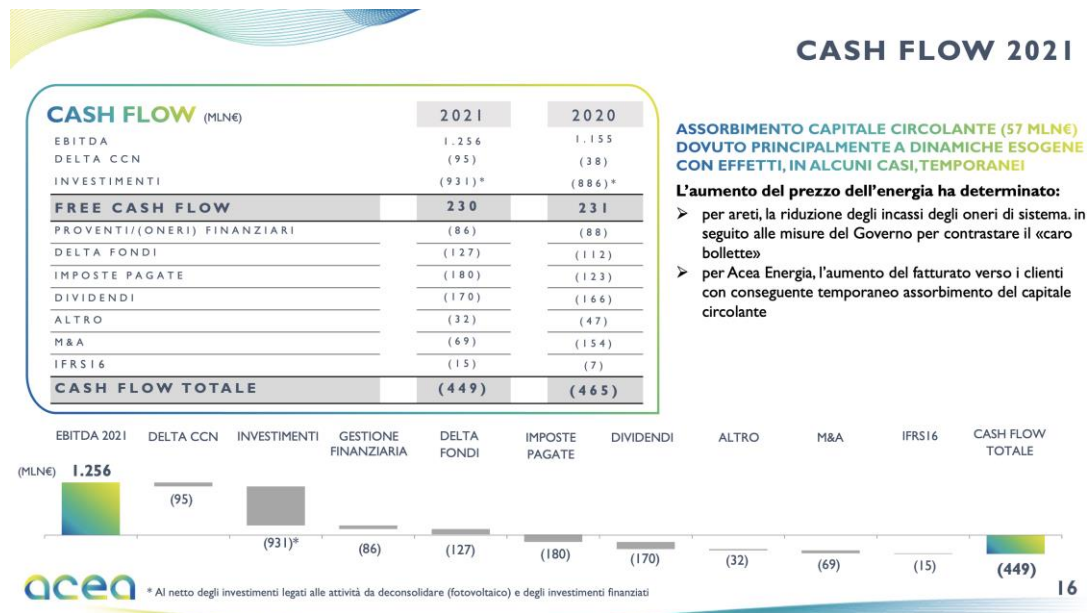 CASH FLOW 2021
CASH FLOW (MLN€) 2021 2020
EBITDA 1.256 1.155
DELTA CCN (95) (38)
INVESTIMENTI (931)* (886)*
FREE CASH FLOW 230 231
PROVENTI/(ONERI) FINANZIARI (86) (88)
DELTA FONDI (127) (112)
IMPOSTE PAGATE (180) (123)
DIVIDENDI (170) (166)
ALTRO (32) (47)
M&A (69) (154)
IFRS16 (15) (7)
CASH FLOW TOTALE (449) (465)
ASSORBIMENTO CAPITALE CIRCOLANTE (57 MLN€)
DOVUTO PRINCIPALMENTE A DINAMICHE ESOGENE
CON EFFETTI, IN ALCUNI CASI, TEMPORANEI
L'aumento del prezzo dell'energia ha determinato:
➢ per areti, la riduzione degli incassi degli oneri di sistema. in
seguito alle misure del Governo per contrastare il «caro
bollette»
➢ per Acea Energia, l'aumento del fatturato verso i clienti
con conseguente temporaneo assorbimento del capitale
circolante
EBITDA 2021 DELTA CCN INVESTIMENTI GESTIONE DELTA IMPOSTE DIVIDENDI ALTRO M&A IFRS16 CASH FLOW
FINANZIARIA FONDI PAGATE TOTALE
(MLN€) 1.256
(95) (931)* (86) (127) (180) (170) (32) (69) (15) (449)
acea
* Al netto degli investimenti legati alle attività da deconsolidare (fotovoltaico) e degli investimenti finanziati
16